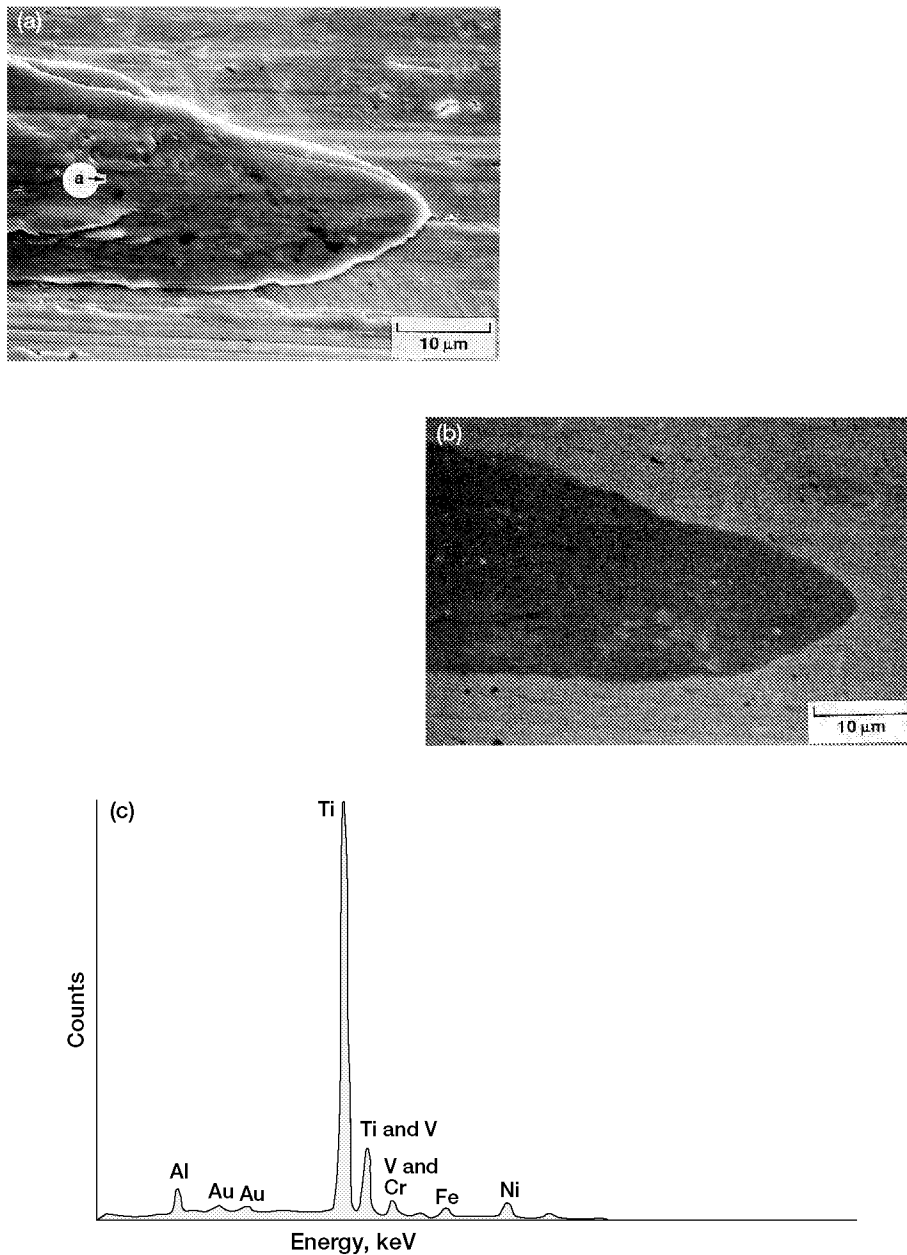 (a)
a
10 μm
(b)
10 μm
(c)
Ti
Counts
Ti and V
V and
Cr
Al
Au
Au
Fe
Ni
Energy, keV